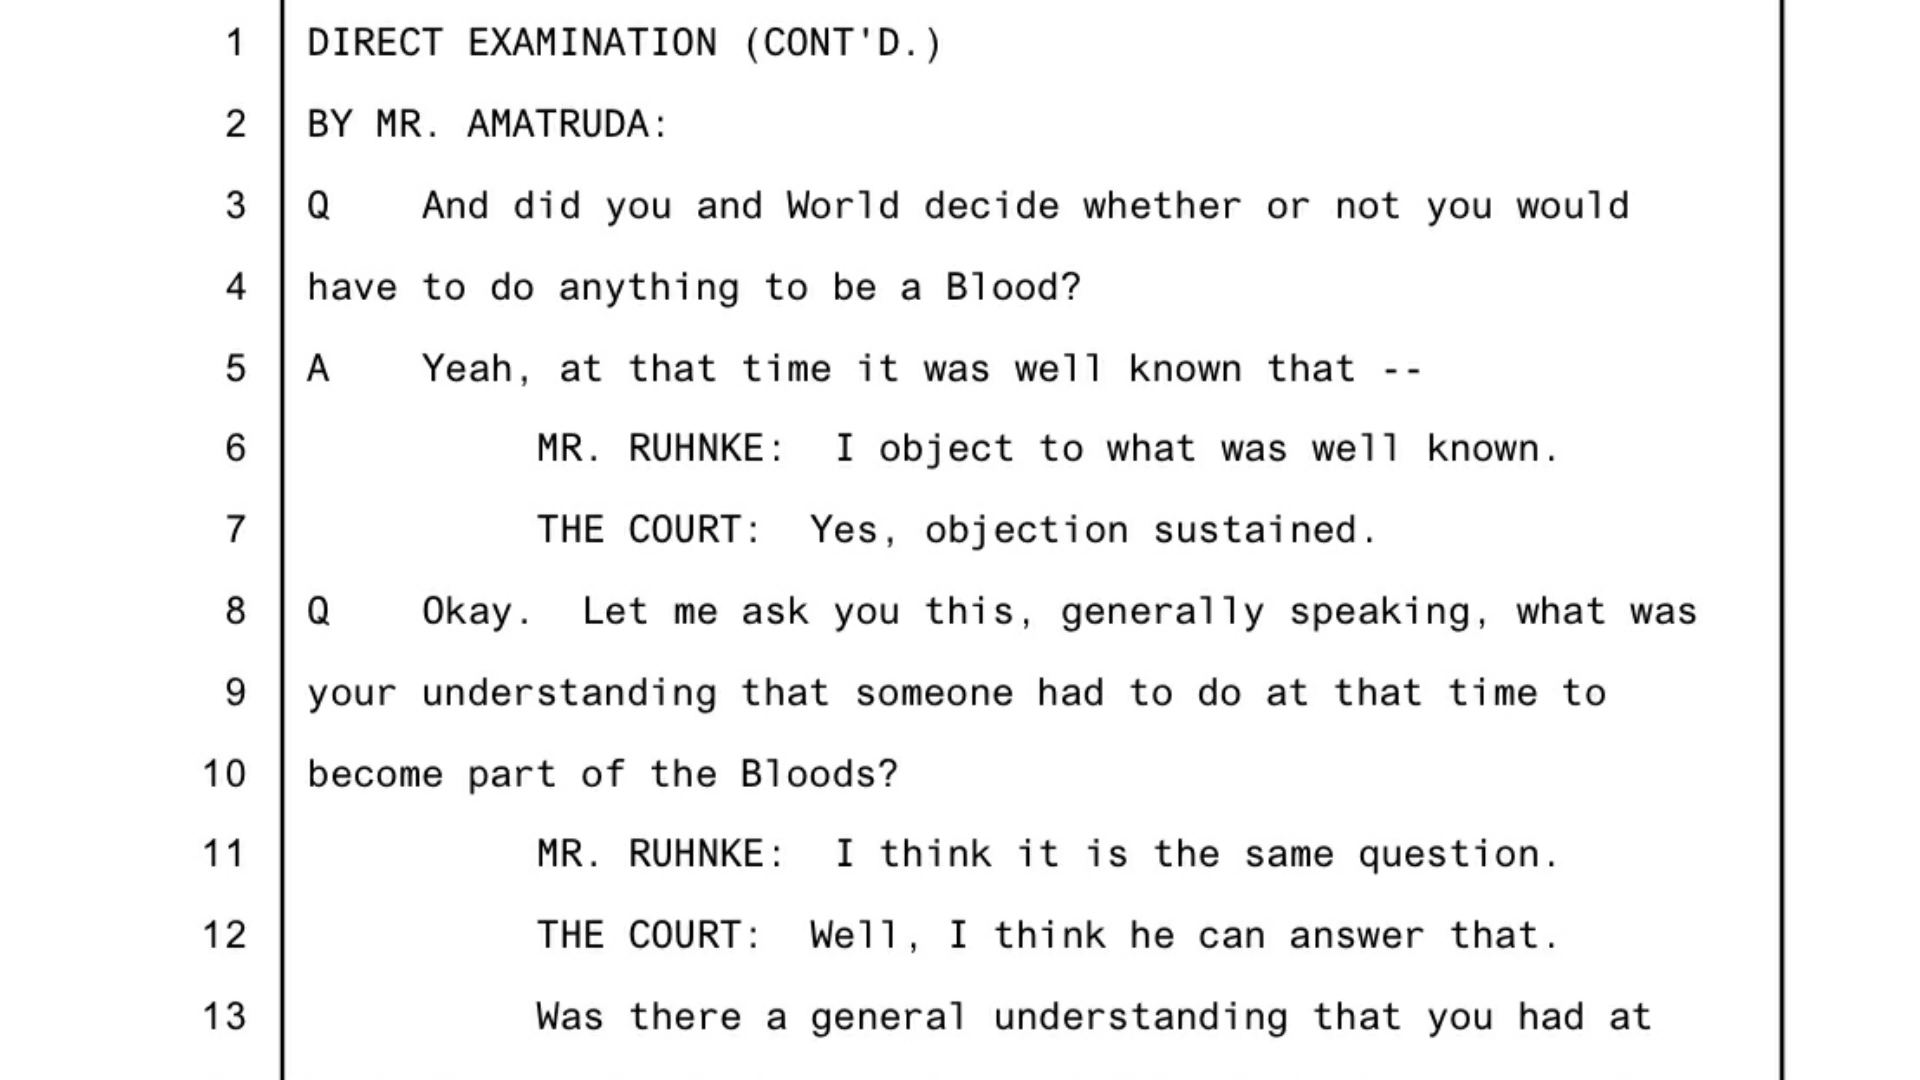 1 DIRECT EXAMINATION (CONT'D.)
2 BY MR. AMATRUDA:
3 Q And did you and World decide whether or not you would
4 have to do anything to be a Blood?
5 A Yeah, at that time it was well known that --
6 MR. RUHNKE: I object to what was well known.
7 THE COURT: Yes, objection sustained.
8 Q Okay. Let me ask you this, generally speaking, what was
9 your understanding that someone had to do at that time to
10 become part of the Bloods?
11 MR. RUHNKE: I think it is the same question.
12 THE COURT: Well, I think he can answer that.
13 Was there a general understanding that you had at